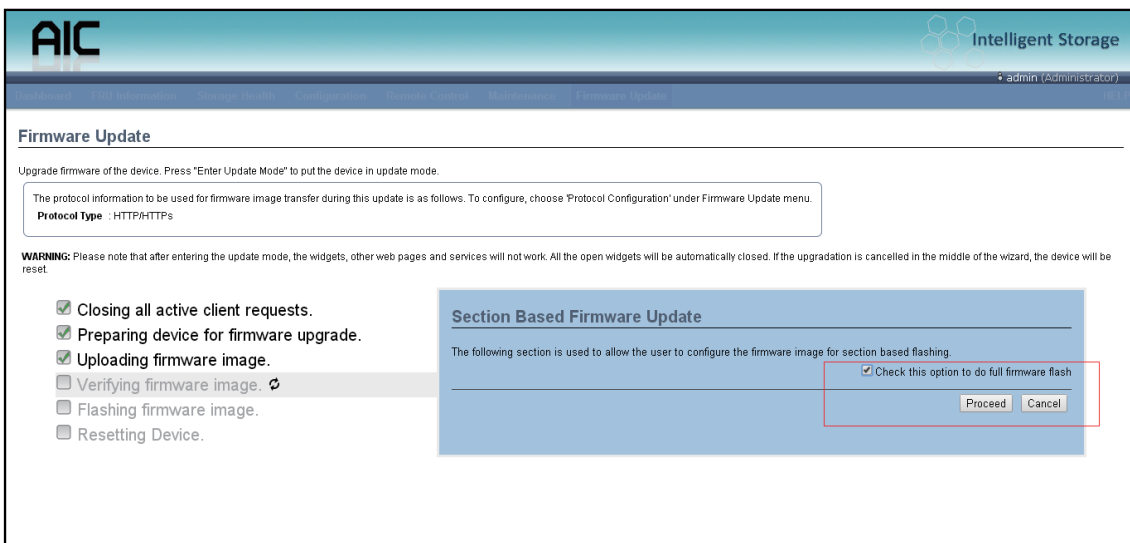 AIC
Intelligent Storage
admin (Administrator)
Dashboard FRU Information Storage Health Configuration Remote Control Maintenance Firmware Update HELP
Firmware Update
Upgrade firmware of the device. Press "Enter Update Mode" to put the device in update mode.
The protocol information to be used for firmware image transfer during this update is as follows. To configure, choose 'Protocol Configuration' under Firmware Update menu.
Protocol Type : HTTP/HTTPs
WARNING: Please note that after entering the update mode, the widgets, other web pages and services will not work. All the open widgets will be automatically closed. If the upgradation is cancelled in the middle of the wizard, the device will be
reset.
Closing all active client requests.
Preparing device for firmware upgrade.
Uploading firmware image.
Verifying firmware image.
Flashing firmware image.
Resetting Device.
Section Based Firmware Update
The following section is used to allow the user to configure the firmware image for section based flashing.
Check this option to do full firmware flash
Proceed Cancel